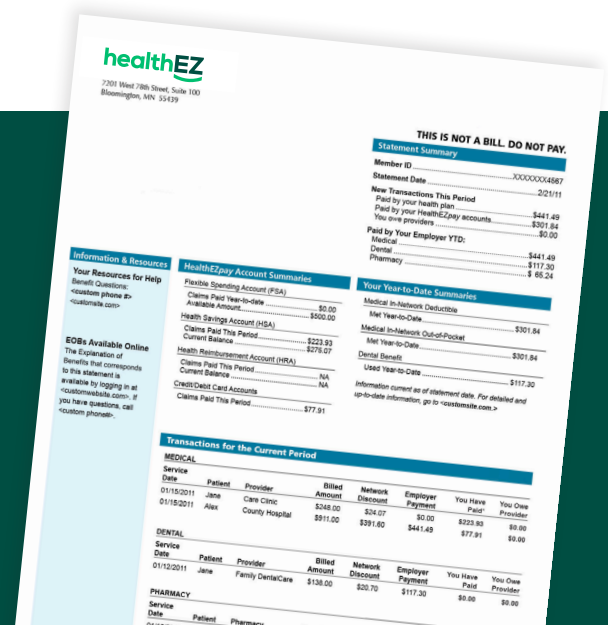 healthEZ
7201 West 78th Street, Suite 100
Bloomington, MN 55439
THIS IS NOT A BILL. DO NOT PAY.
Statement Summary
Member ID ........ XXXXXXX4567
Statement Date ........ 2/21/11
New Transactions This Period
Paid by your health plan ........ $441.49
Paid by your HealthEZpay accounts ........ $301.84
You owe providers ........ $0.00
Paid by Your Employer YTD:
Medical ........ $441.49
Dental ........ $117.30
Pharmacy ........ $ 65.24
Information & Resources
Your Resources for Help
Benefit Questions:
<custom phone #>
<customsite.com>
EOBs Available Online
The Explanation of
Benefits that corresponds
to this statement is
available by logging in at
<customwebsite.com>. If
you have questions, call
<custom phone#>.
HealthEZpay Account Summaries
Flexible Spending Account (FSA)
Claims Paid Year-to-date ........ $0.00
Available Amount ........ $500.00
Health Savings Account (HSA)
Claims Paid This Period ........ $223.93
Current Balance ........ $276.07
Health Reimbursement Account (HRA)
Claims Paid This Period ........ NA
Current Balance ........ NA
Credit/Debit Card Accounts
Claims Paid This Period ........ $77.91
Your Year-to-Date Summaries
Medical In-Network Deductible
Met Year-to-Date ........ $301.84
Medical In-Network Out-of-Pocket
Met Year-to-Date ........ $301.84
Dental Benefit
Used Year-to-Date ........ $117.30
Information current as of statement date. For detailed and
up-to-date information, go to <customsite.com.>
Transactions for the Current Period
MEDICAL
Service Date Patient Provider Billed Amount Network Discount Employer Payment You Have Paid* You Owe Provider
01/15/2011 Jane Care Clinic $248.00 $24.07 $0.00 $223.93 $0.00
01/15/2011 Alex County Hospital $911.00 $391.60 $441.49 $77.91 $0.00
DENTAL
Service Date Patient Provider Billed Amount Network Discount Employer Payment You Have Paid You Owe Provider
01/12/2011 Jane Family DentalCare $138.00 $20.70 $117.30 $0.00 $0.00
PHARMACY
Service Date Patient Pharmacy